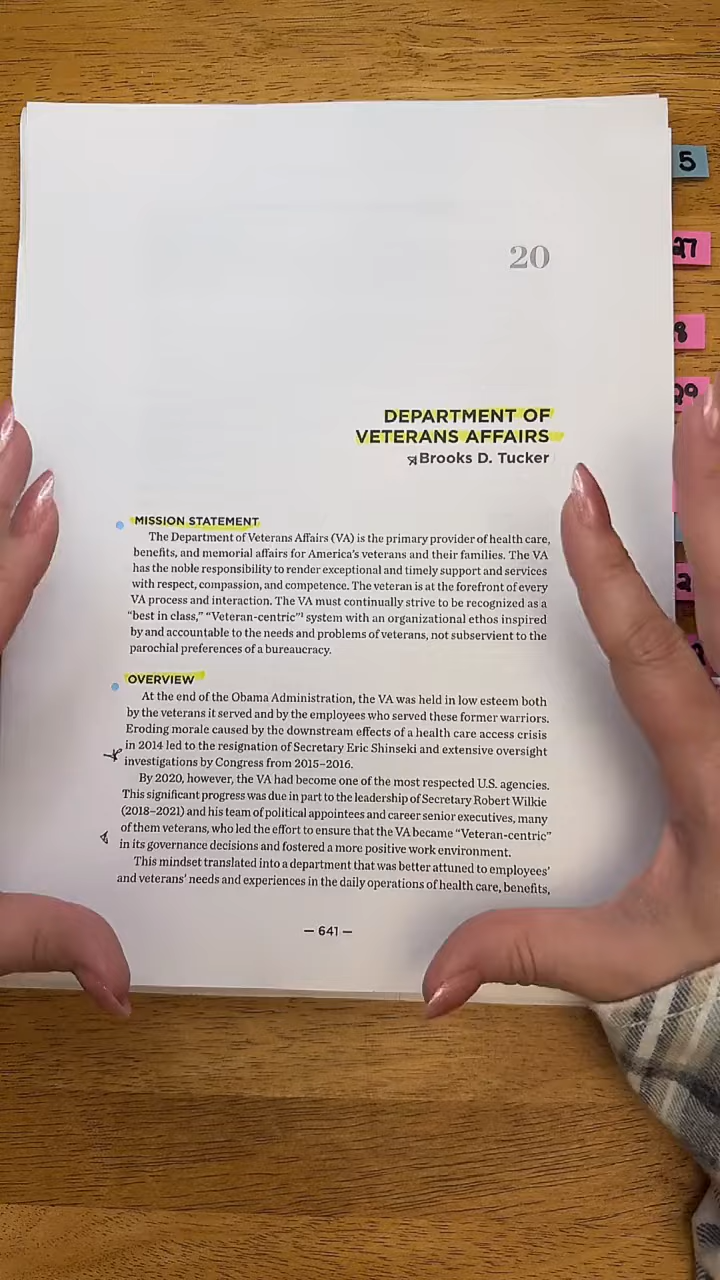 5
27
8
29
2
20
DEPARTMENT OF
VETERANS AFFAIRS
Brooks D. Tucker
MISSION STATEMENT
The Department of Veterans Affairs (VA) is the primary provider of health care,
benefits, and memorial affairs for America's veterans and their families. The VA
has the noble responsibility to render exceptional and timely support and services
with respect, compassion, and competence. The veteran is at the forefront of every
VA process and interaction. The VA must continually strive to be recognized as a
"best in class," "Veteran-centric"¹ system with an organizational ethos inspired
by and accountable to the needs and problems of veterans, not subservient to the
parochial preferences of a bureaucracy.
OVERVIEW
At the end of the Obama Administration, the VA was held in low esteem both
by the veterans it served and by the employees who served these former warriors.
Eroding morale caused by the downstream effects of a health care access crisis
in 2014 led to the resignation of Secretary Eric Shinseki and extensive oversight
investigations by Congress from 2015–2016.
By 2020, however, the VA had become one of the most respected U.S. agencies.
This significant progress was due in part to the leadership of Secretary Robert Wilkie
(2018–2021) and his team of political appointees and career senior executives, many
of them veterans, who led the effort to ensure that the VA became "Veteran-centric"
in its governance decisions and fostered a more positive work environment.
This mindset translated into a department that was better attuned to employees'
and veterans' needs and experiences in the daily operations of health care, benefits,
— 641 —